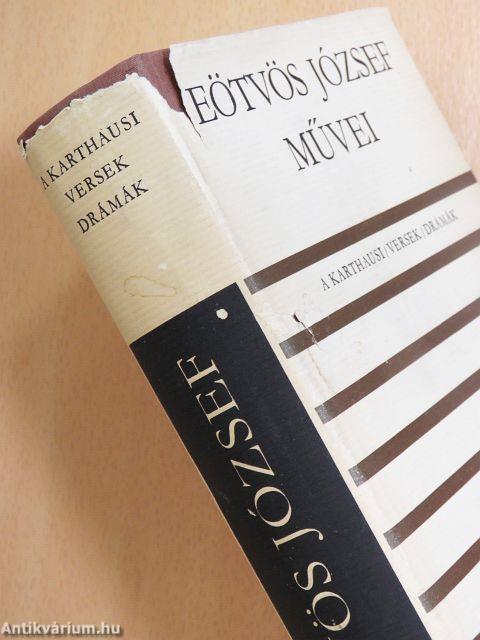 EÖTVÖS JÓZSEF
MŰVEI
A KARTHAUSI/VERSEK/DRÁMÁK
A KARTHAUSI
VERSEK
DRÁMÁK
ÖS JÓZSEF
Antikvárium.hu